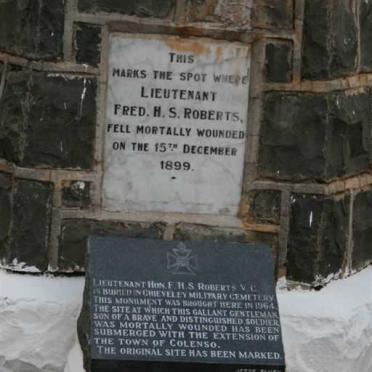 THIS
MARKS THE SPOT WHERE
LIEUTENANT
FRED. H. S. ROBERTS,
FELL MORTALLY WOUNDED
ON THE 15TH DECEMBER
1899.
LIEUTENANT HON. F H S ROBERTS V. C.
IS BURIED IN CHIEVELEY MILITARY CEMETERY.
THIS MONUMENT WAS BROUGHT HERE IN 1964.
THE SITE AT WHICH THIS GALLANT GENTLEMAN,
SON OF A BRAVE AND DISTINGUISHED SOLDIER,
WAS MORTALLY WOUNDED HAS BEEN
SUBMERGED WITH THE EXTENSION OF
THE TOWN OF COLENSO.
THE ORIGINAL SITE HAS BEEN MARKED.